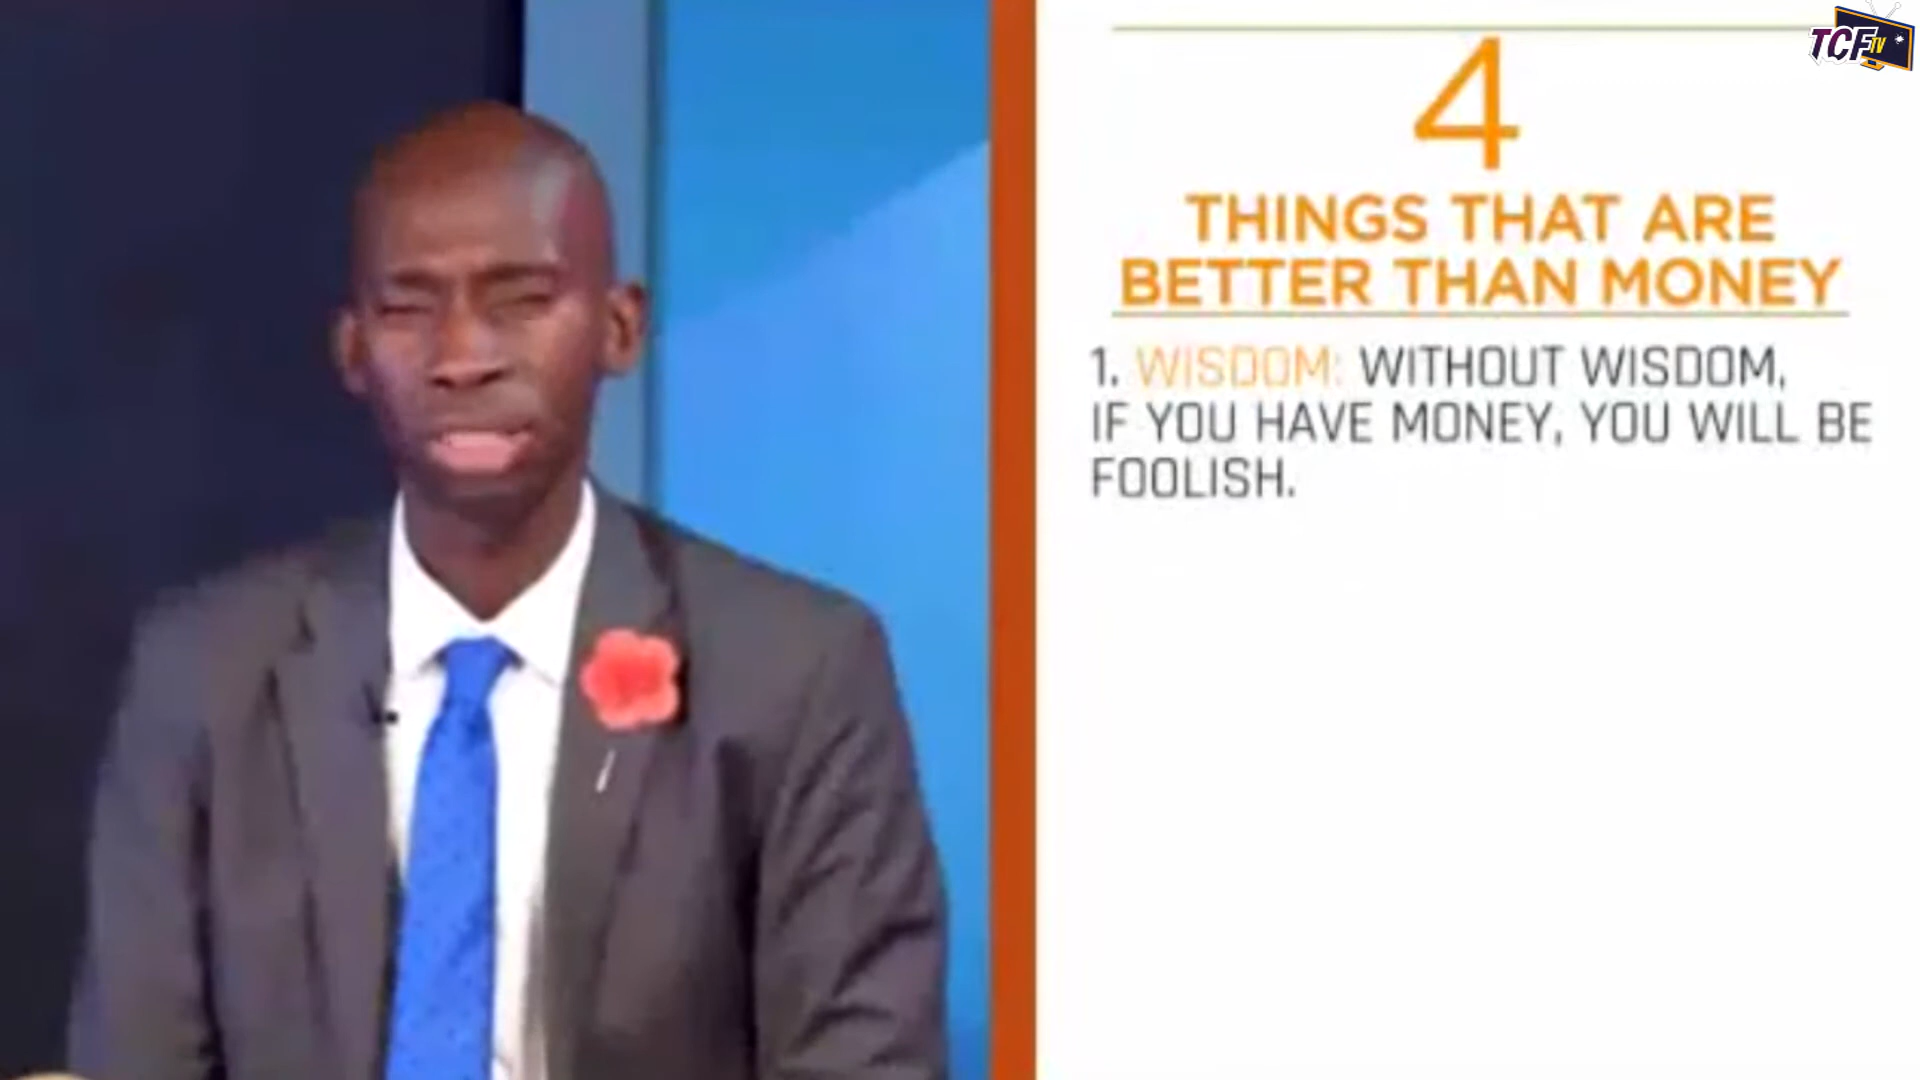 TCF TV
4
THINGS THAT ARE
BETTER THAN MONEY
1. WISDOM: WITHOUT WISDOM,
IF YOU HAVE MONEY, YOU WILL BE
FOOLISH.